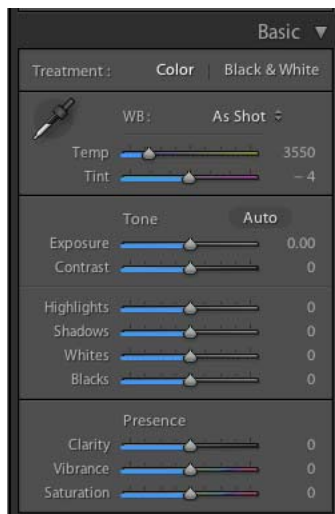 Basic ▼
Treatment : Color | Black & White
WB : As Shot
Temp 3550
Tint – 4
Tone Auto
Exposure 0.00
Contrast 0
Highlights 0
Shadows 0
Whites 0
Blacks 0
Presence
Clarity 0
Vibrance 0
Saturation 0